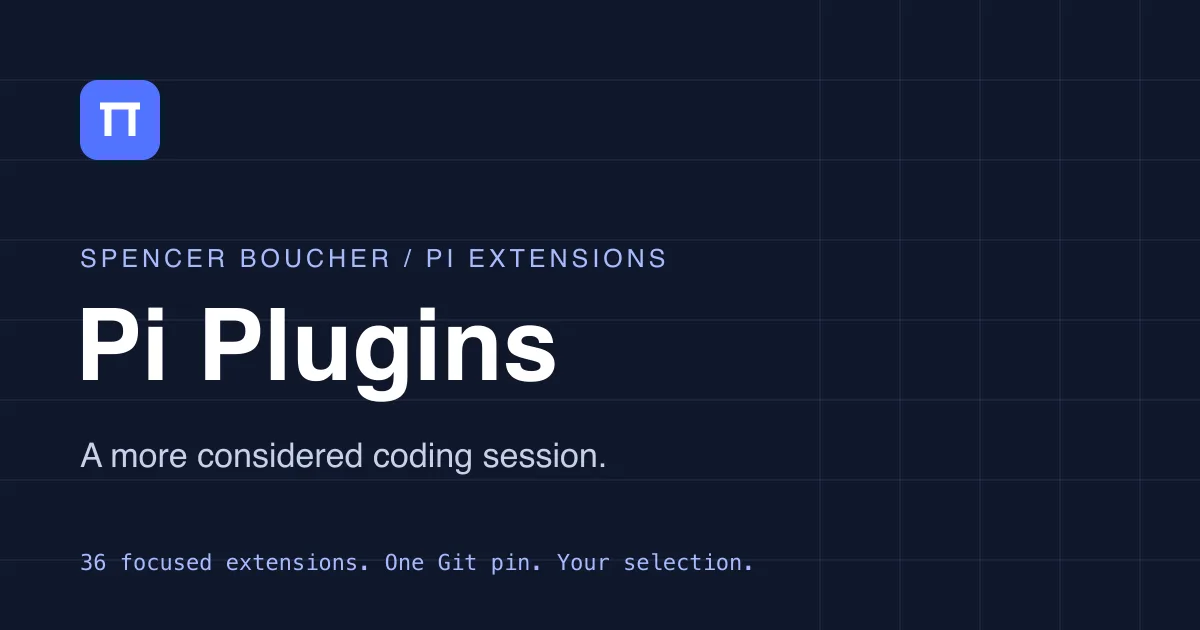 π
SPENCER BOUCHER / PI EXTENSIONS
Pi Plugins
A more considered coding session.
36 focused extensions. One Git pin. Your selection.